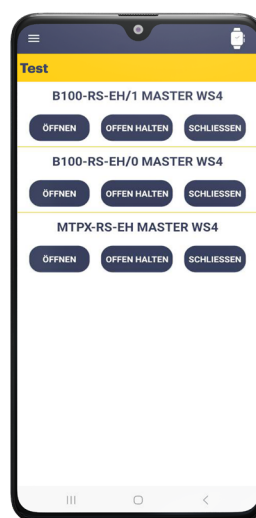 Test
B100-RS-EH/1 MASTER WS4
ÖFFNEN OFFEN HALTEN SCHLIESSEN
B100-RS-EH/0 MASTER WS4
ÖFFNEN OFFEN HALTEN SCHLIESSEN
MTPX-RS-EH MASTER WS4
ÖFFNEN OFFEN HALTEN SCHLIESSEN